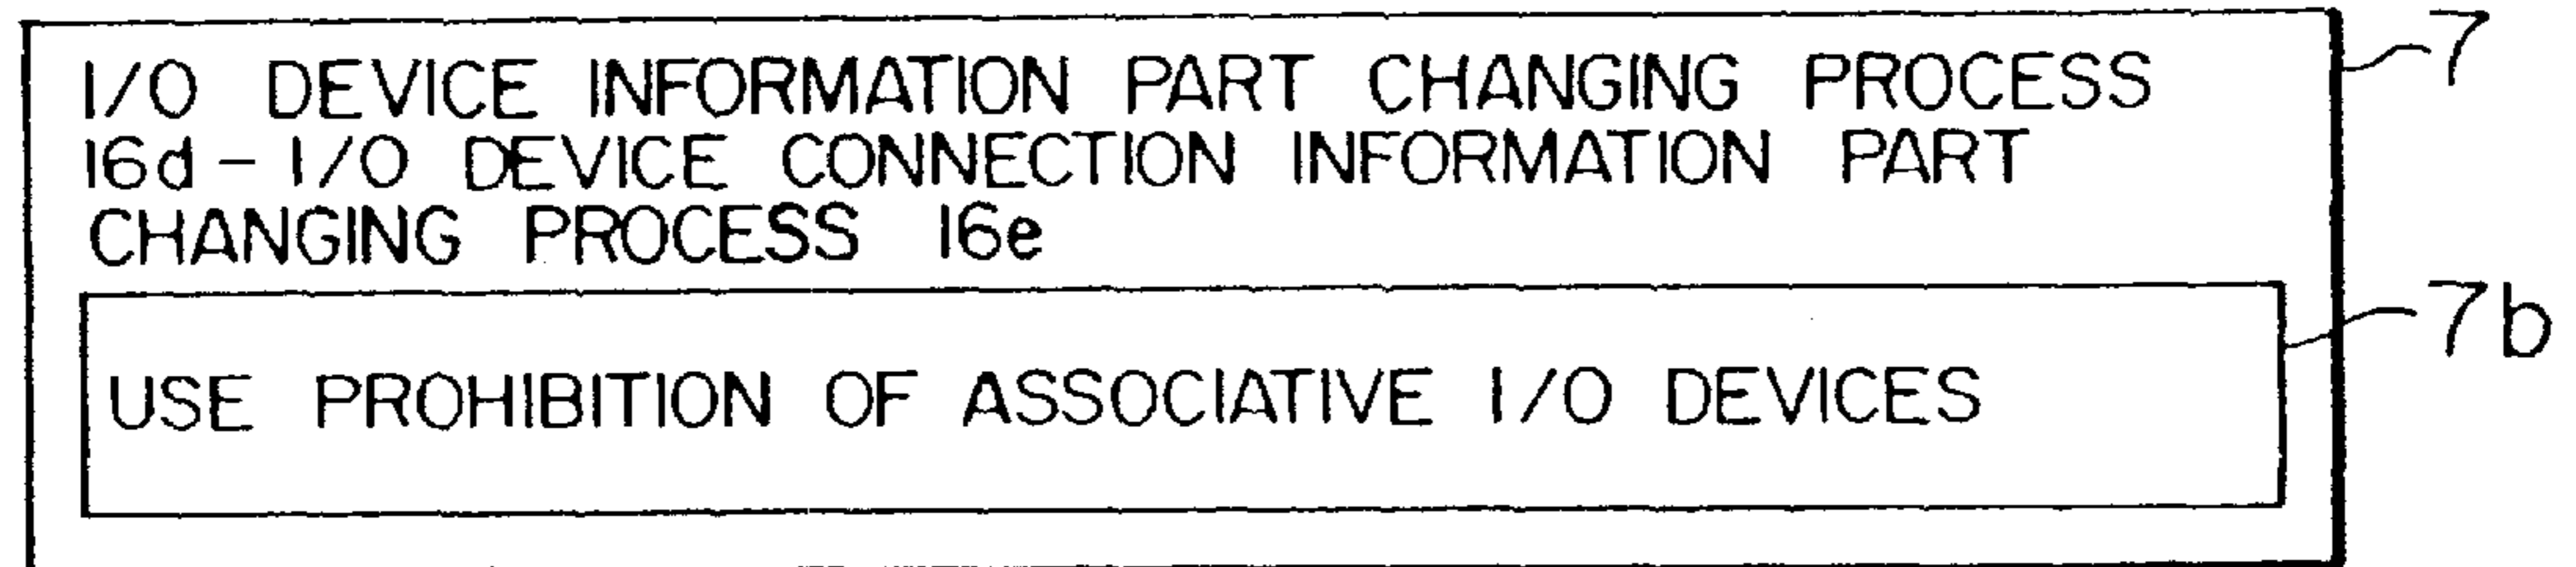 I/O DEVICE INFORMATION PART CHANGING PROCESS
16d - I/O DEVICE CONNECTION INFORMATION PART
CHANGING PROCESS 16e
7
USE PROHIBITION OF ASSOCIATIVE I/O DEVICES
7b